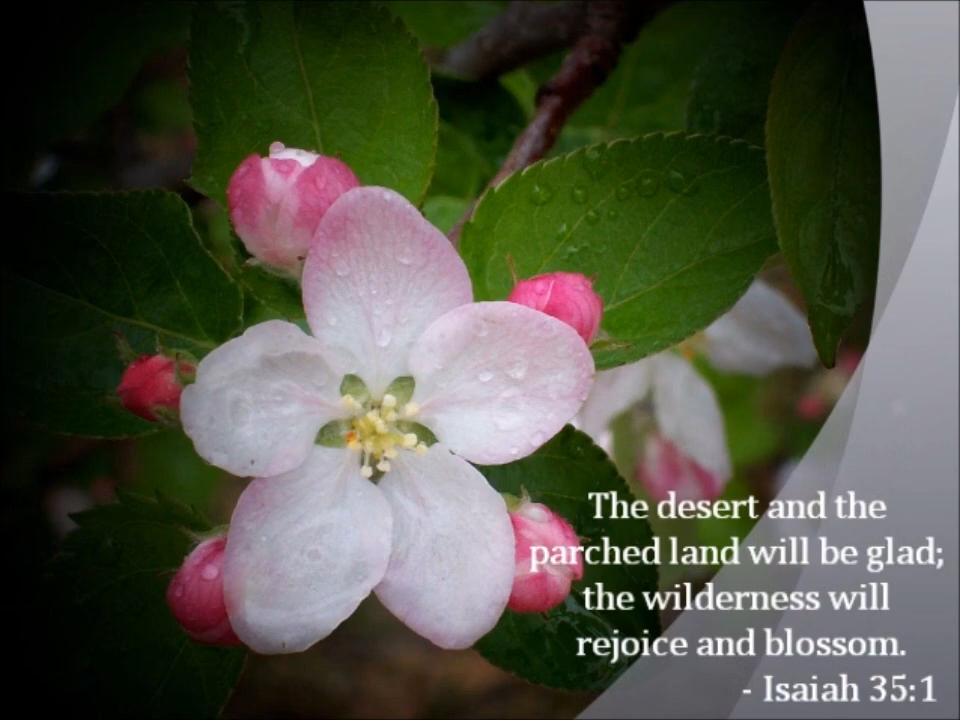 The desert and the
parched land will be glad;
the wilderness will
rejoice and blossom.
- Isaiah 35:1